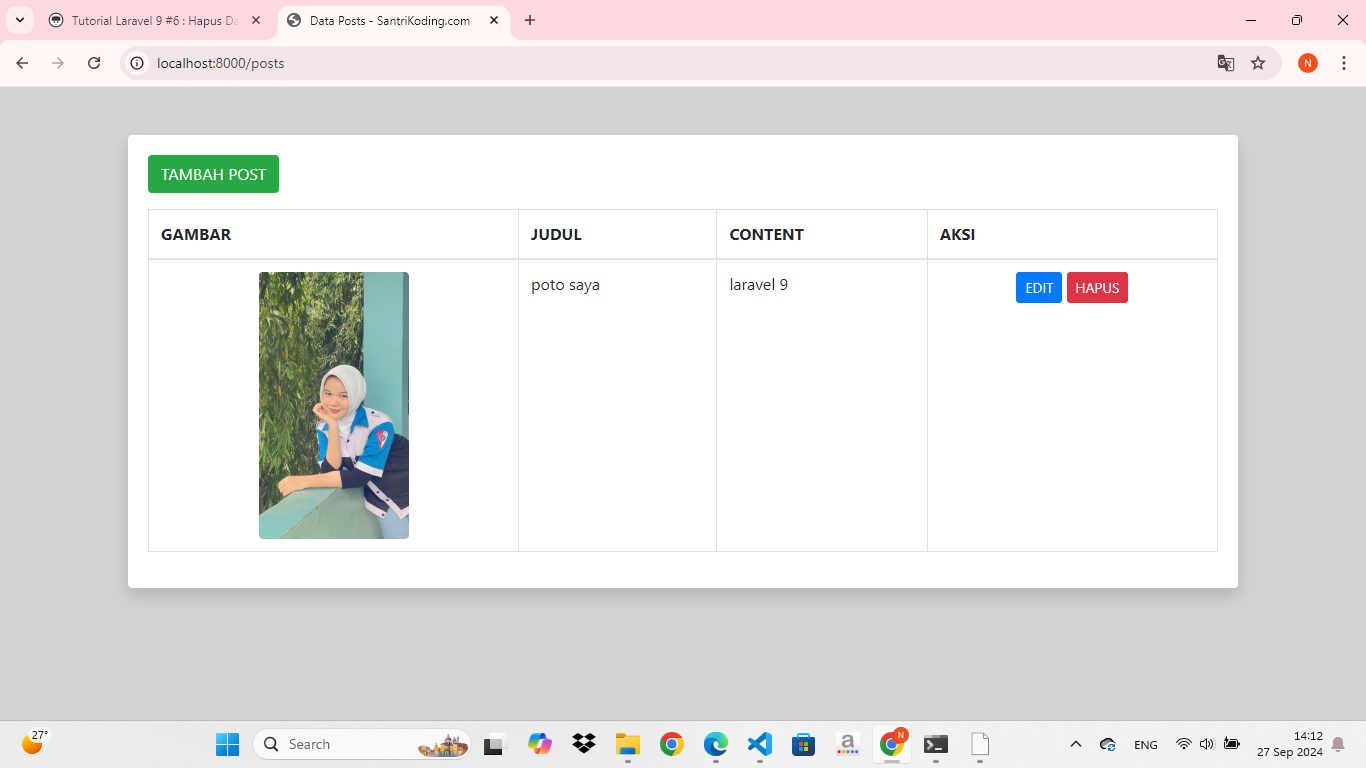 Tutorial Laravel 9 #6 : Hapus Da
Data Posts - SantriKoding.com
localhost:8000/posts
N
TAMBAH POST
GAMBAR JUDUL CONTENT AKSI
poto saya laravel 9 EDIT HAPUS
27°
Search
a
N
ENG
14:12
27 Sep 2024